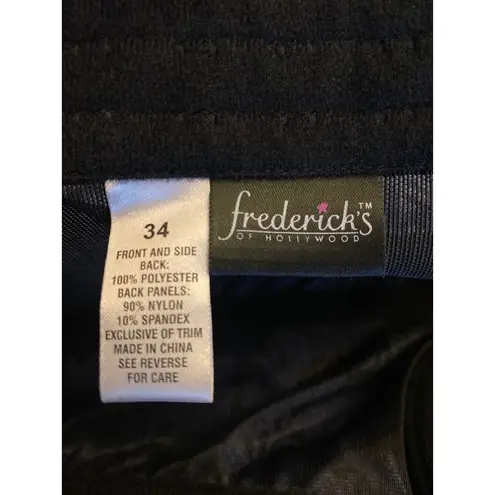 34
FRONT AND SIDE
BACK:
100% POLYESTER
BACK PANELS:
90% NYLON
10% SPANDEX
EXCLUSIVE OF TRIM
MADE IN CHINA
SEE REVERSE
FOR CARE
frederick's™
OF HOLLYWOOD